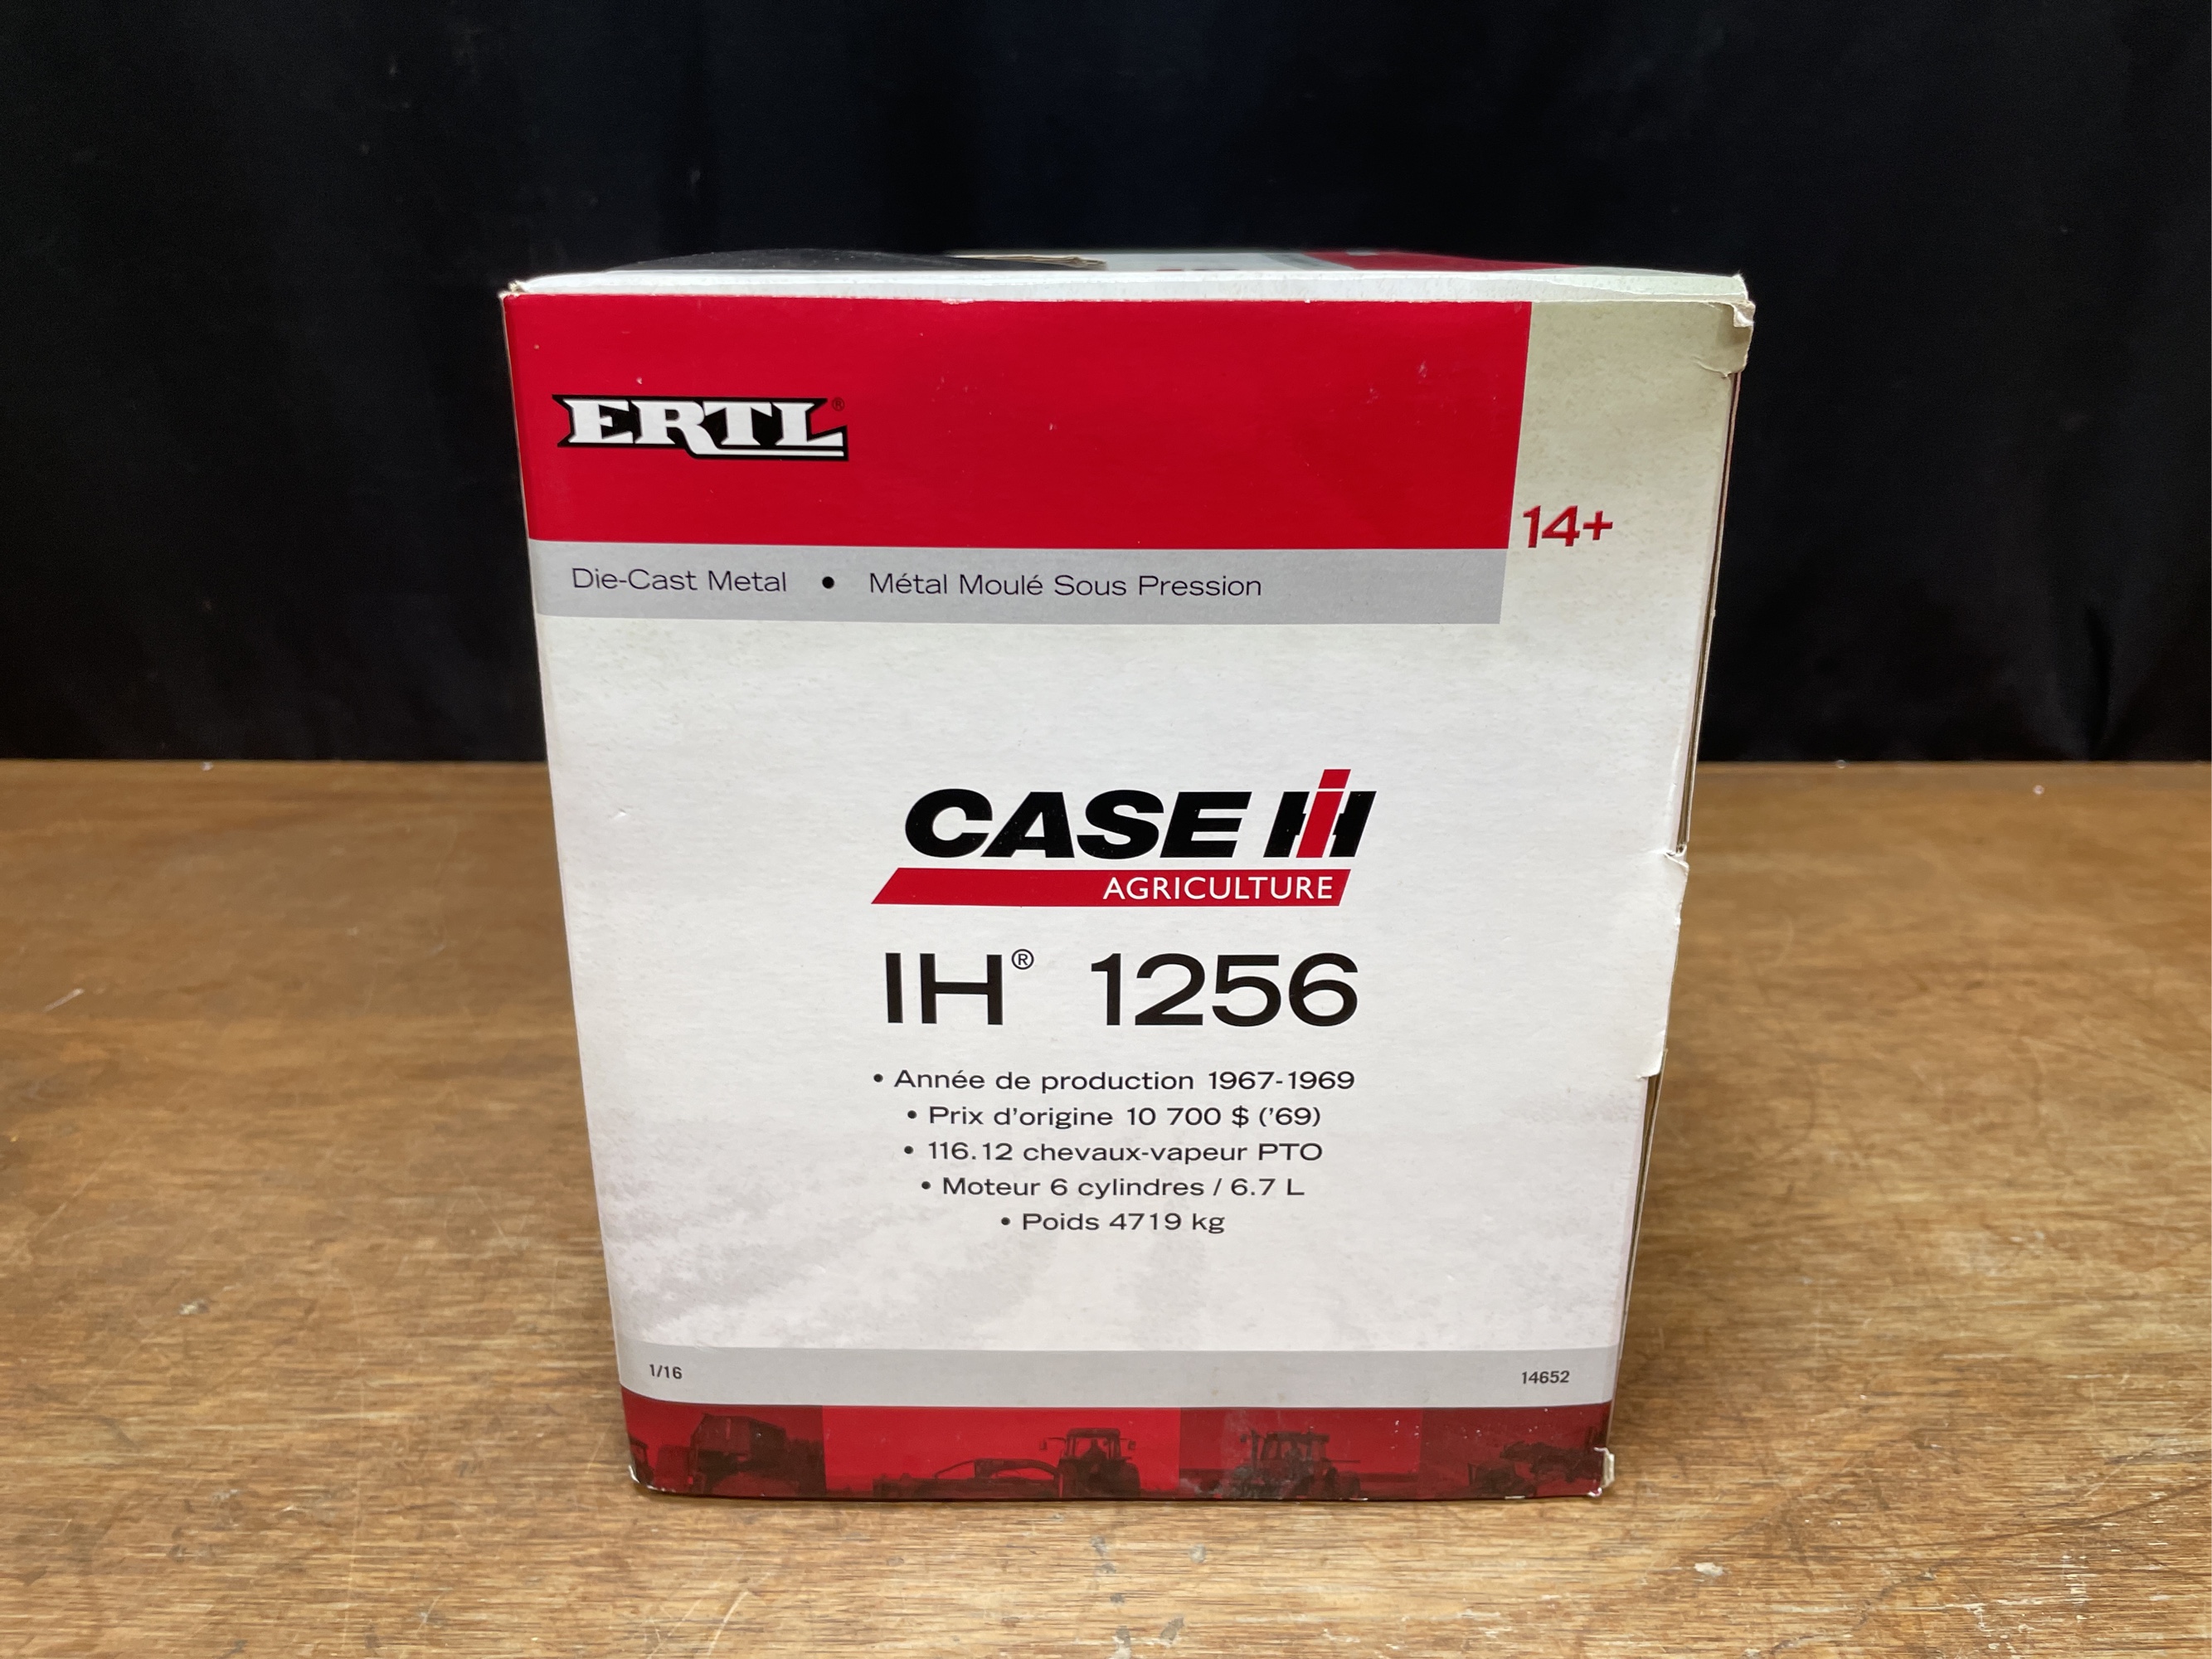 ERTL®
14+
Die-Cast Metal • Métal Moulé Sous Pression
CASE IH
AGRICULTURE
IH® 1256
• Année de production 1967-1969
• Prix d'origine 10 700 $ ('69)
• 116.12 chevaux-vapeur PTO
• Moteur 6 cylindres / 6.7 L
• Poids 4719 kg
1/16
14652